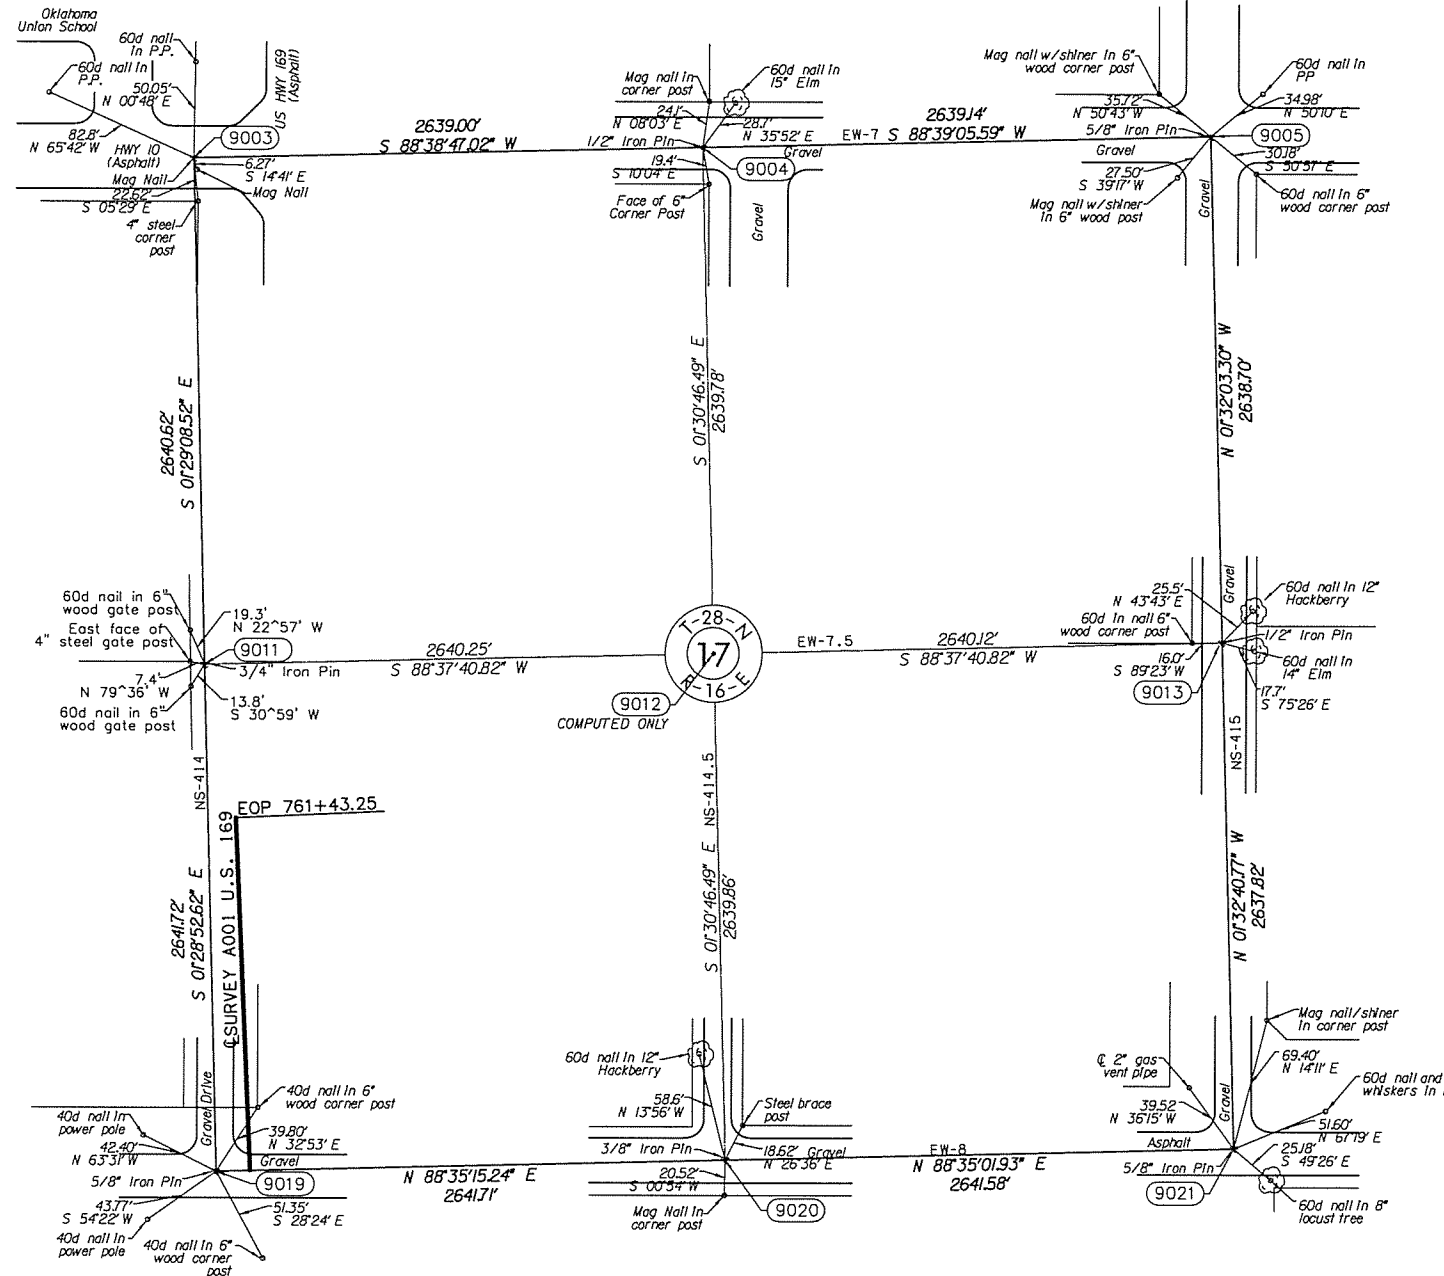 Oklahoma
Union School
60d nail
in P.P.
60d nail in
P.P.
50.05'
N 00°48' E
US HWY 169
(Asphalt)
82.8'
N 65°42' W
HWY 10
(Asphalt)
9003
Mag Nail
6.27'
S 14°41' E
Mag Nail
22.62'
S 05°29' E
4" steel
corner
post
2639.00'
S 88°38'47.02" W
Mag nail in
corner post
60d nail in
15" Elm
24.1'
N 08°03' E
28.7'
N 35°52' E
1/2" Iron Pin
Gravel
19.4'
S 10°04' E
9004
Face of 6"
Corner Post
Gravel
2639.14'
EW-7 S 88°39'05.59" W
Mag nail w/shiner in 6"
wood corner post
60d nail in
PP
35.72'
N 50°43' W
34.98'
N 50°10' E
5/8" Iron Pin
9005
Gravel
30.18'
S 50°57' E
27.50'
S 39°17' W
Mag nail w/shiner
in 6" wood post
Gravel
60d nail in 6"
wood corner post
2640.62'
S 01°29'08.52" E
S 01°30'46.49" E
2639.78'
N 01°32'03.30" W
2638.70'
60d nail in 6"
wood gate post
19.3'
N 22^57' W
East face of
4" steel gate post
9011
3/4" Iron Pin
7.4'
N 79^36' W
13.8'
S 30^59' W
60d nail in 6"
wood gate post
2640.25'
S 88°37'40.82" W
T-28-N
17
R-16-E
9012
COMPUTED ONLY
EW-7.5
2640.12'
S 88°37'40.82" W
25.5'
N 43°43' E
Gravel
60d nail in 12"
Hackberry
60d in nail 6"
wood corner post
1/2" Iron Pin
16.0'
S 89°23' W
60d nail in
14" Elm
9013
17.7'
S 75°26' E
NS-414
NS-414.5
NS-415
EOP 761+43.25
℄SURVEY A001 U.S. 169
2641.72'
S 01°28'52.62" E
S 01°30'46.49" E
2639.86'
N 01°32'40.77" W
2637.82'
Gravel Drive
40d nail in 6"
wood corner post
40d nail in
power pole
42.40'
N 63°31' W
39.80'
N 32°53' E
Gravel
5/8" Iron Pin
9019
43.77'
S 54°22' W
51.35'
S 28°24' E
40d nail in
power pole
40d nail in 6"
wood corner
post
N 88°35'15.24" E
2641.71'
60d nail in 12"
Hackberry
58.6'
N 13°56' W
Steel brace
post
3/8" Iron Pin
18.62' Gravel
N 26°36' E
20.52'
S 00°54' W
Mag Nail in
corner post
9020
EW-8
N 88°35'01.93" E
2641.58'
℄ 2" gas
vent pipe
39.52
N 36°15' W
Gravel
Mag nail/shiner
in corner post
69.40'
N 14°11' E
60d nail and
whiskers in
51.60'
N 67°19' E
Asphalt
5/8" Iron Pin
25.18'
S 49°26' E
9021
60d nail in 8"
locust tree